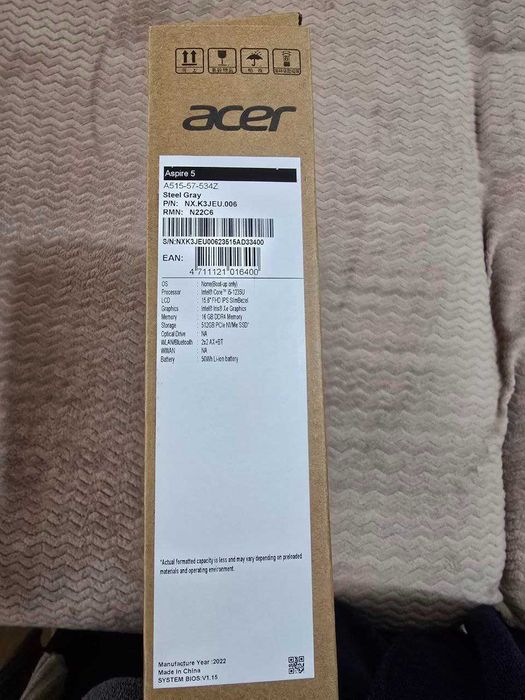 acer
Aspire 5
A515-57-534Z
Steel Gray
P/N: NX.K3JEU.006
RMN: N22C6
S/N:NXK3JEU00623515AD33400
EAN:
4 711121 016400
OS : None(Boot-up only)
Processor : Intel® Core™ i5-1235U
LCD : 15.6" FHD IPS SlimBezel
Graphics : Intel® Iris® Xe Graphics
Memory : 16 GB DDR4 Memory
Storage : 512GB PCIe NVMe SSD*
Optical Drive : NA
WLAN/Bluetooth : 2x2 AX+BT
WWAN : NA
Battery : 50Wh Li-ion battery
*Actual formatted capacity is less and may vary depending on preloaded
materials and operating environment.
Manufacture Year :2022
Made in China
SYSTEM BIOS:V1.15